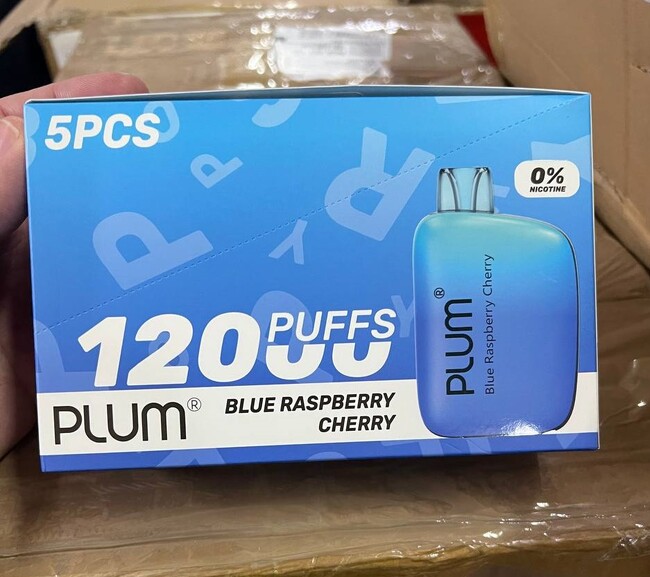 5PCS
0%
NICOTINE
12000 PUFFS
PLUM®
BLUE RASPBERRY
CHERRY
PLUM®
Blue Raspberry Cherry